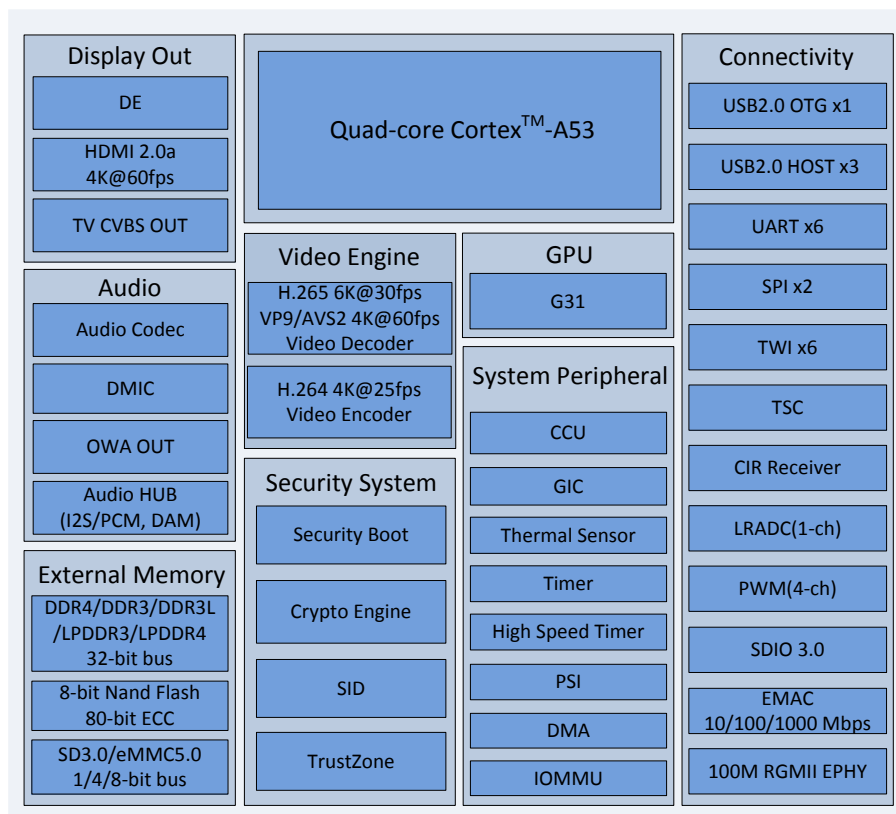 Display Out
DE
HDMI 2.0a
4K@60fps
TV CVBS OUT
Audio
Audio Codec
DMIC
OWA OUT
Audio HUB
(I2S/PCM, DAM)
External Memory
DDR4/DDR3/DDR3L
/LPDDR3/LPDDR4
32-bit bus
8-bit Nand Flash
80-bit ECC
SD3.0/eMMC5.0
1/4/8-bit bus
Quad-core Cortex™-A53
Video Engine
H.265 6K@30fps
VP9/AVS2 4K@60fps
Video Decoder
H.264 4K@25fps
Video Encoder
Security System
Security Boot
Crypto Engine
SID
TrustZone
GPU
G31
System Peripheral
CCU
GIC
Thermal Sensor
Timer
High Speed Timer
PSI
DMA
IOMMU
Connectivity
USB2.0 OTG x1
USB2.0 HOST x3
UART x6
SPI x2
TWI x6
TSC
CIR Receiver
LRADC(1-ch)
PWM(4-ch)
SDIO 3.0
EMAC
10/100/1000 Mbps
100M RGMII EPHY